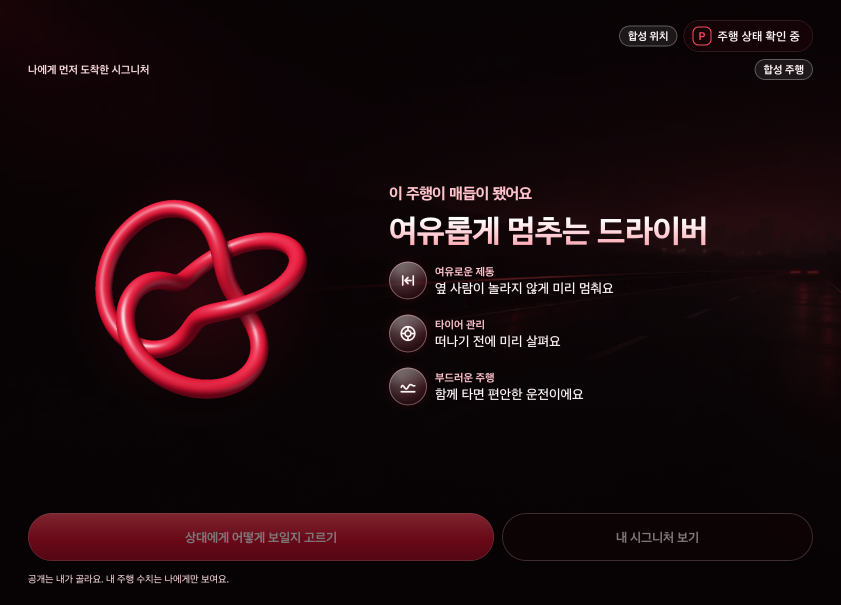 합성 위치
P 주행 상태 확인 중
나에게 먼저 도착한 시그니처
합성 주행
이 주행이 매듭이 됐어요
여유롭게 멈추는 드라이버
여유로운 제동
옆 사람이 놀라지 않게 미리 멈춰요
타이어 관리
떠나기 전에 미리 살펴요
부드러운 주행
함께 타면 편안한 운전이에요
상대에게 어떻게 보일지 고르기
내 시그니처 보기
공개는 내가 골라요. 내 주행 수치는 나에게만 보여요.